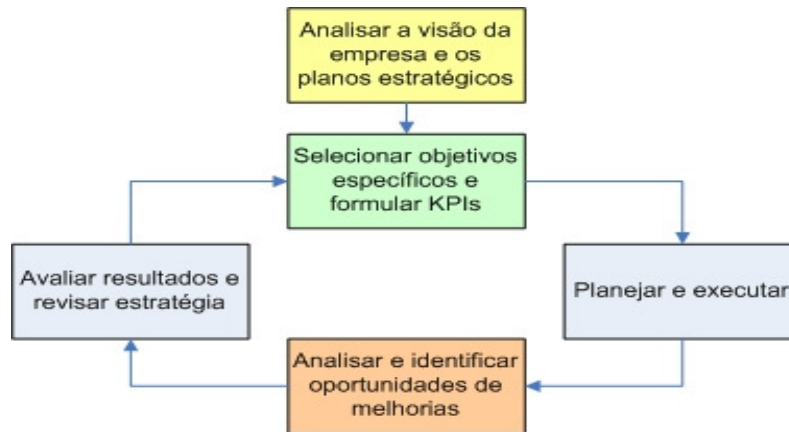 Analisar a visão da
empresa e os
planos estratégicos
Selecionar objetivos
específicos e
formular KPIs
Avaliar resultados e
revisar estratégia
Planejar e executar
Analisar e identificar
oportunidades de
melhorias